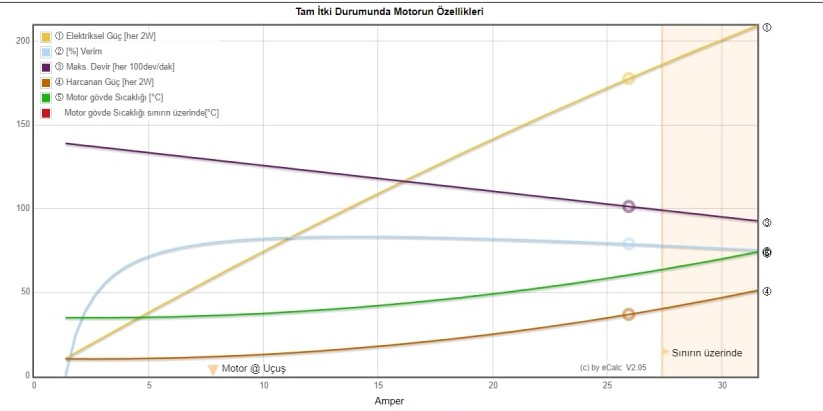 Tam İtki Durumunda Motorun Özellikleri
① Elektriksel Güç [her 2W]
② [%] Verim
③ Maks. Devir [her 100dev/dak]
④ Harcanan Güç [her 2W]
⑤ Motor gövde Sıcaklığı [°C]
Motor gövde Sıcaklığı sınırın üzerinde[°C]
200
150
100
50
0
①
③
④
Sınırın üzerinde
Motor @ Uçuş
(c) by eCalc V2.05
0 5 10 15 20 25 30
Amper